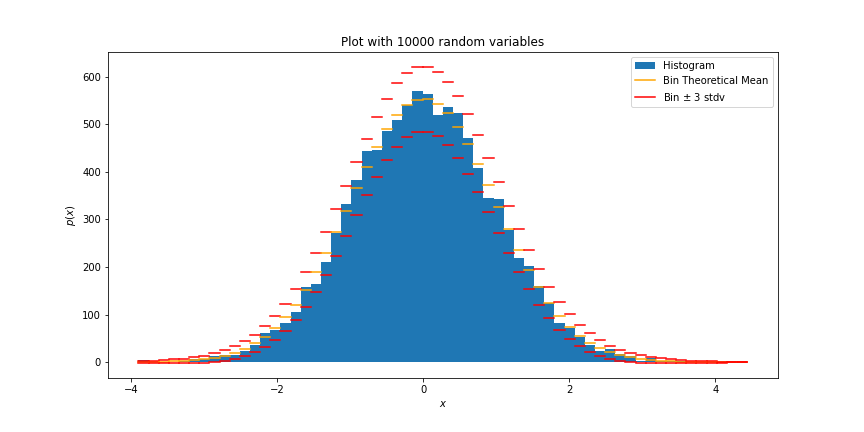 Plot with 10000 random variables
Histogram
Bin Theoretical Mean
Bin ± 3 stdv
p(x)
600
500
400
300
200
100
0
−4
−2
0
2
4
x